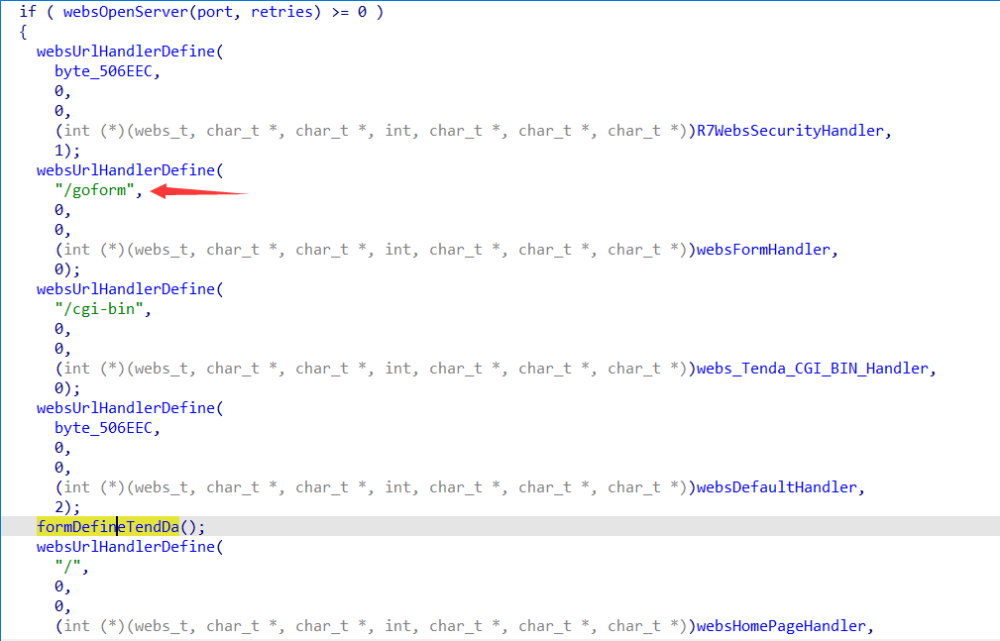 if ( websOpenServer(port, retries) >= 0 )
{
websUrlHandlerDefine(
byte_506EEC,
0,
0,
(int (*)(webs_t, char_t *, char_t *, int, char_t *, char_t *, char_t *))R7WebsSecurityHandler,
1);
websUrlHandlerDefine(
"/goform",
0,
0,
(int (*)(webs_t, char_t *, char_t *, int, char_t *, char_t *, char_t *))websFormHandler,
0);
websUrlHandlerDefine(
"/cgi-bin",
0,
0,
(int (*)(webs_t, char_t *, char_t *, int, char_t *, char_t *, char_t *))webs_Tenda_CGI_BIN_Handler,
0);
websUrlHandlerDefine(
byte_506EEC,
0,
0,
(int (*)(webs_t, char_t *, char_t *, int, char_t *, char_t *, char_t *))websDefaultHandler,
2);
formDefineTendDa();
websUrlHandlerDefine(
"/",
0,
0,
(int (*)(webs_t, char_t *, char_t *, int, char_t *, char_t *, char_t *))websHomePageHandler,